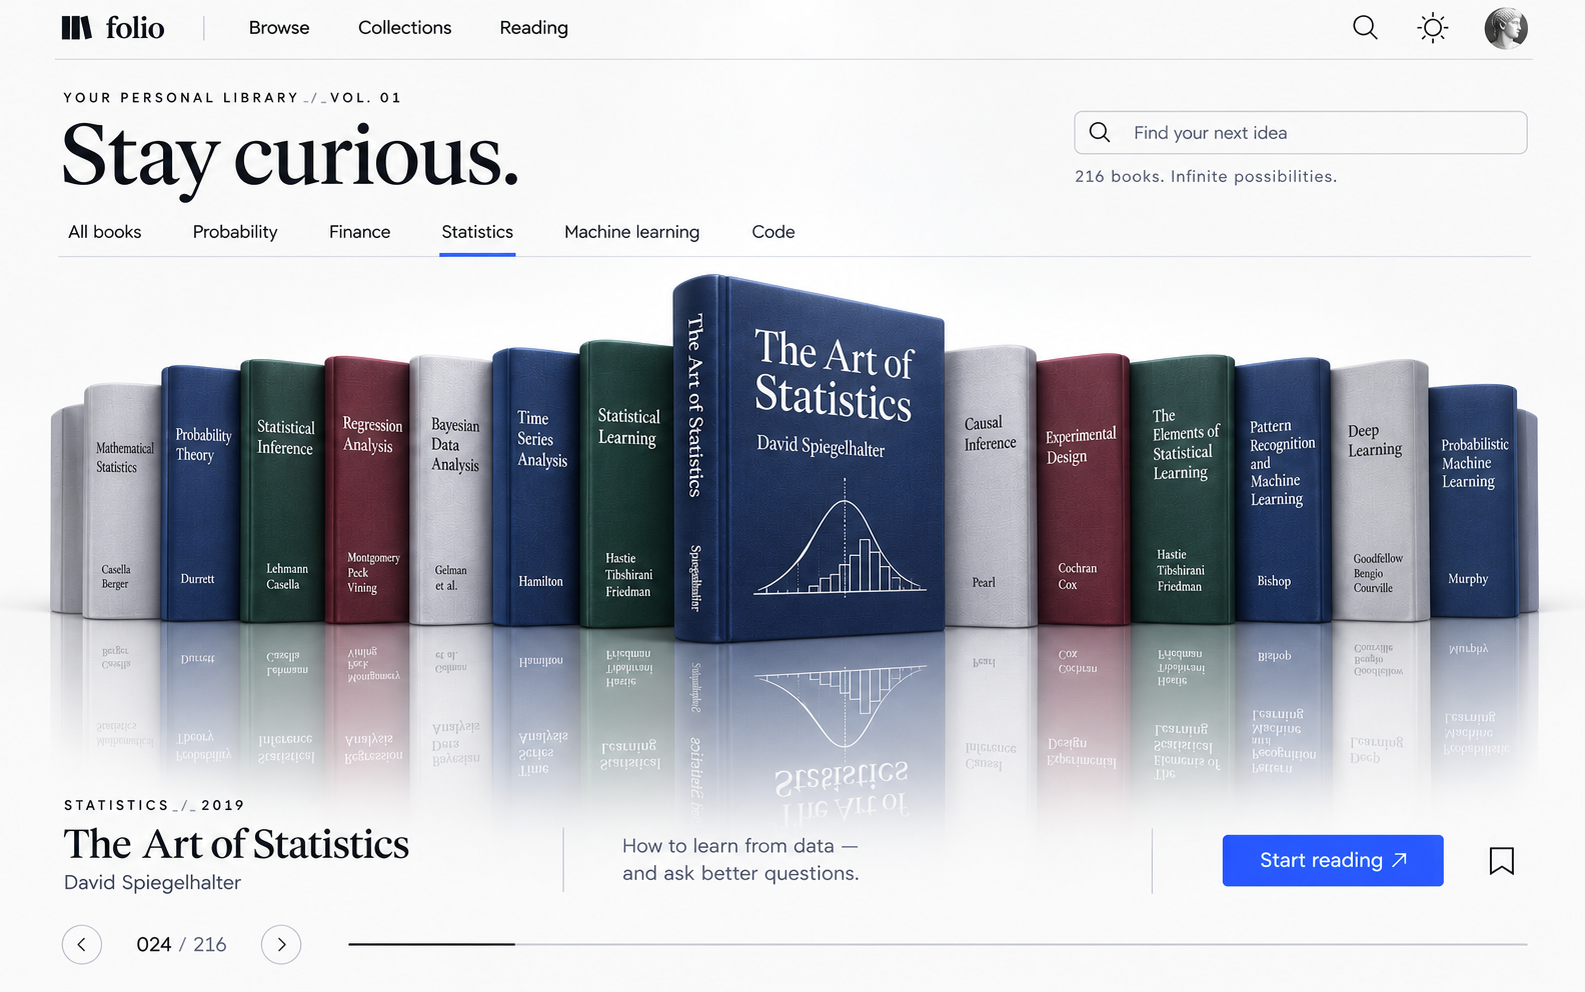 folio
Browse
Collections
Reading
YOUR PERSONAL LIBRARY _/_ VOL. 01
Stay curious.
Find your next idea
216 books. Infinite possibilities.
All books
Probability
Finance
Statistics
Machine learning
Code
Mathematical
Statistics
Casella
Berger
Probability
Theory
Durrett
Statistical
Inference
Lehmann
Casella
Regression
Analysis
Montgomery
Peck
Vining
Bayesian
Data
Analysis
Gelman
et al.
Time
Series
Analysis
Hamilton
Statistical
Learning
Hastie
Tibshirani
Friedman
The Art of Statistics
The Art of
Statistics
David Spiegelhalter
Causal
Inference
Pearl
Experimental
Design
Cochran
Cox
The
Elements of
Statistical
Learning
Hastie
Tibshirani
Friedman
Pattern
Recognition
and
Machine
Learning
Bishop
Deep
Learning
Goodfellow
Bengio
Courville
Probabilistic
Machine
Learning
Murphy
STATISTICS _/_ 2019
The Art of Statistics
David Spiegelhalter
How to learn from data —
and ask better questions.
Start reading ↗
024 / 216